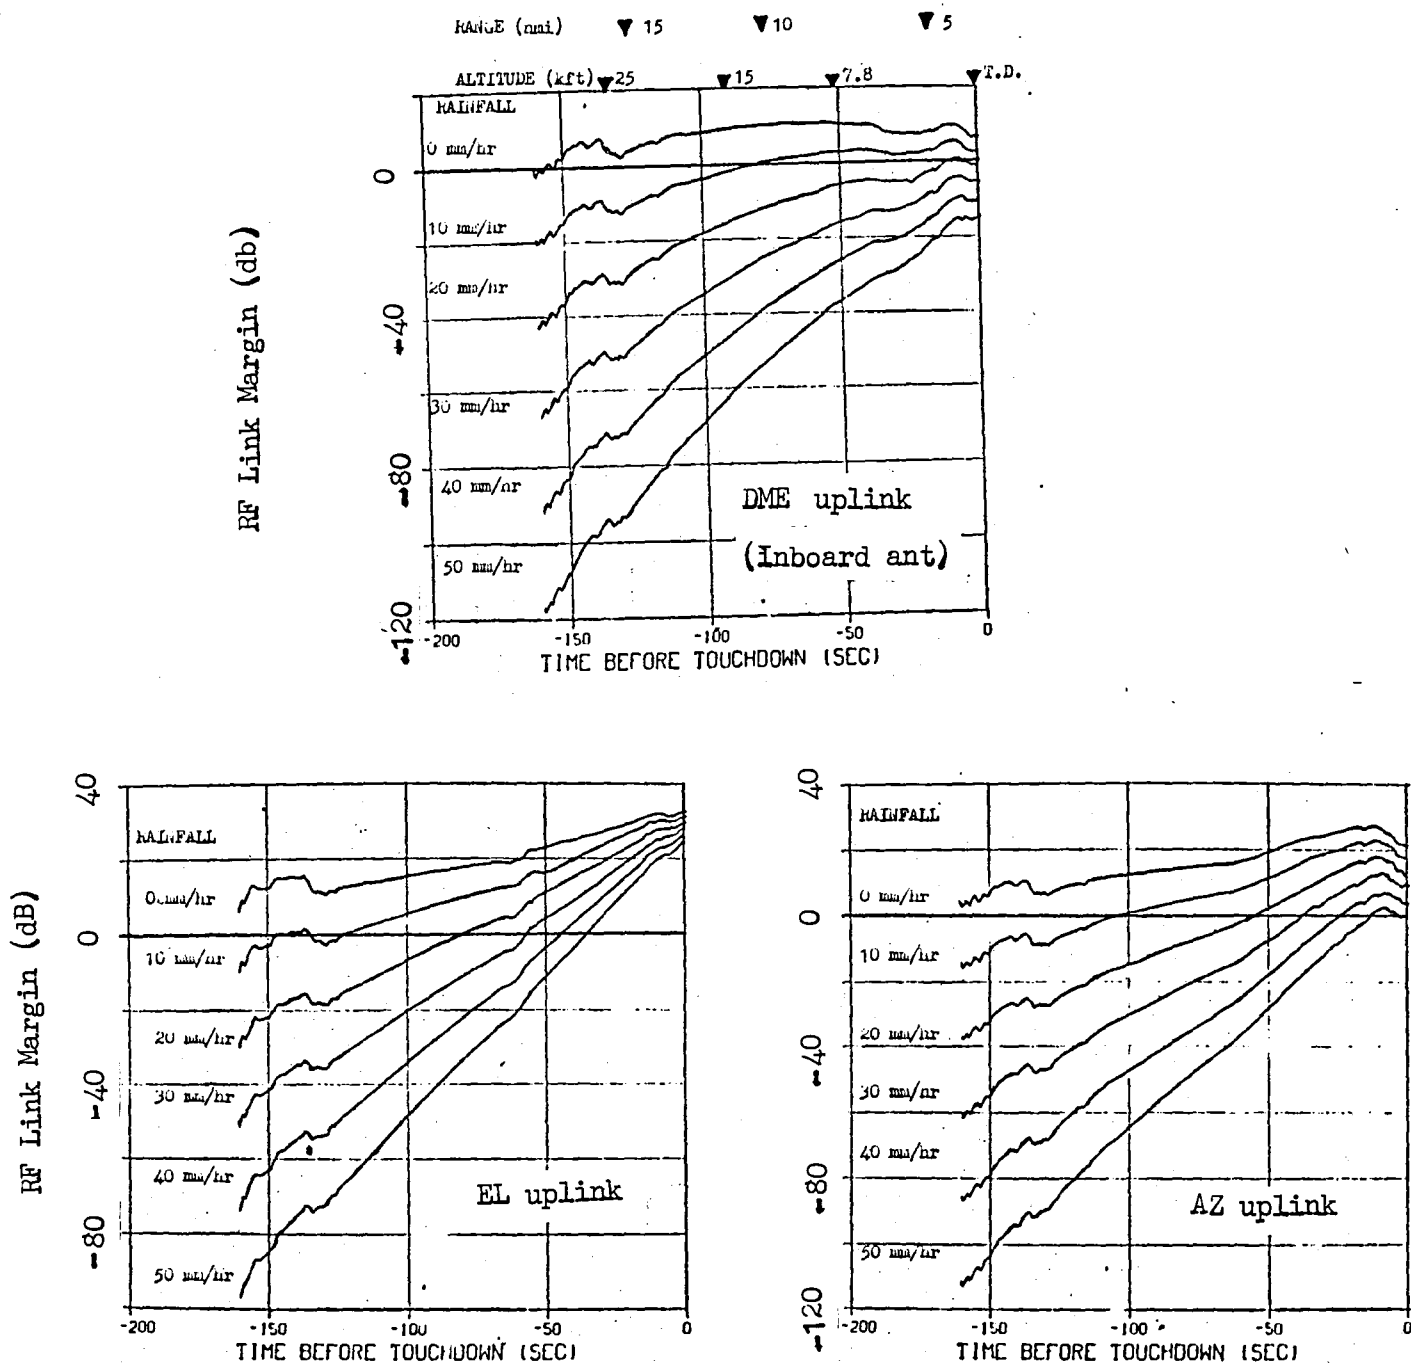 RANGE (nmi) ▼ 15 ▼ 10 ▼ 5
ALTITUDE (kft) ▼ 25 ▼ 15 ▼ 7.8 ▼ T.D.
RAINFALL
0 mm/hr
10 mm/hr
20 mm/hr
30 mm/hr
40 mm/hr
50 mm/hr
RF Link Margin (db)
0
-40
-80
-120
DME uplink
(Inboard ant)
-200 -150 -100 -50 0
TIME BEFORE TOUCHDOWN (SEC)
RF Link Margin (dB)
40
0
-40
-80
RAINFALL
0 mm/hr
10 mm/hr
20 mm/hr
30 mm/hr
40 mm/hr
50 mm/hr
EL uplink
-200 -150 -100 -50 0
TIME BEFORE TOUCHDOWN (SEC)
40
0
-40
-80
-120
RAINFALL
0 mm/hr
10 mm/hr
20 mm/hr
30 mm/hr
40 mm/hr
50 mm/hr
AZ uplink
-200 -150 -100 -50 0
TIME BEFORE TOUCHDOWN (SEC)